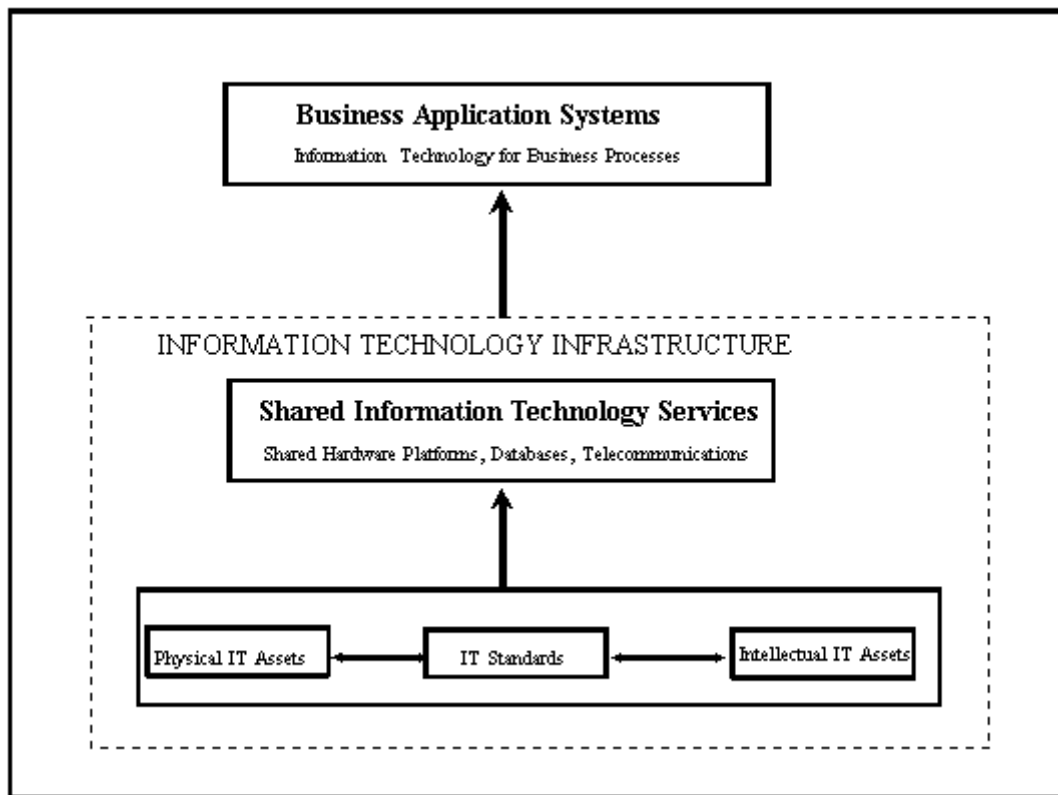 Business Application Systems
Information Technology for Business Processes
INFORMATION TECHNOLOGY INFRASTRUCTURE
Shared Information Technology Services
Shared Hardware Platforms, Databases, Telecommunications
Physical IT Assets
IT Standards
Intellectual IT Assets